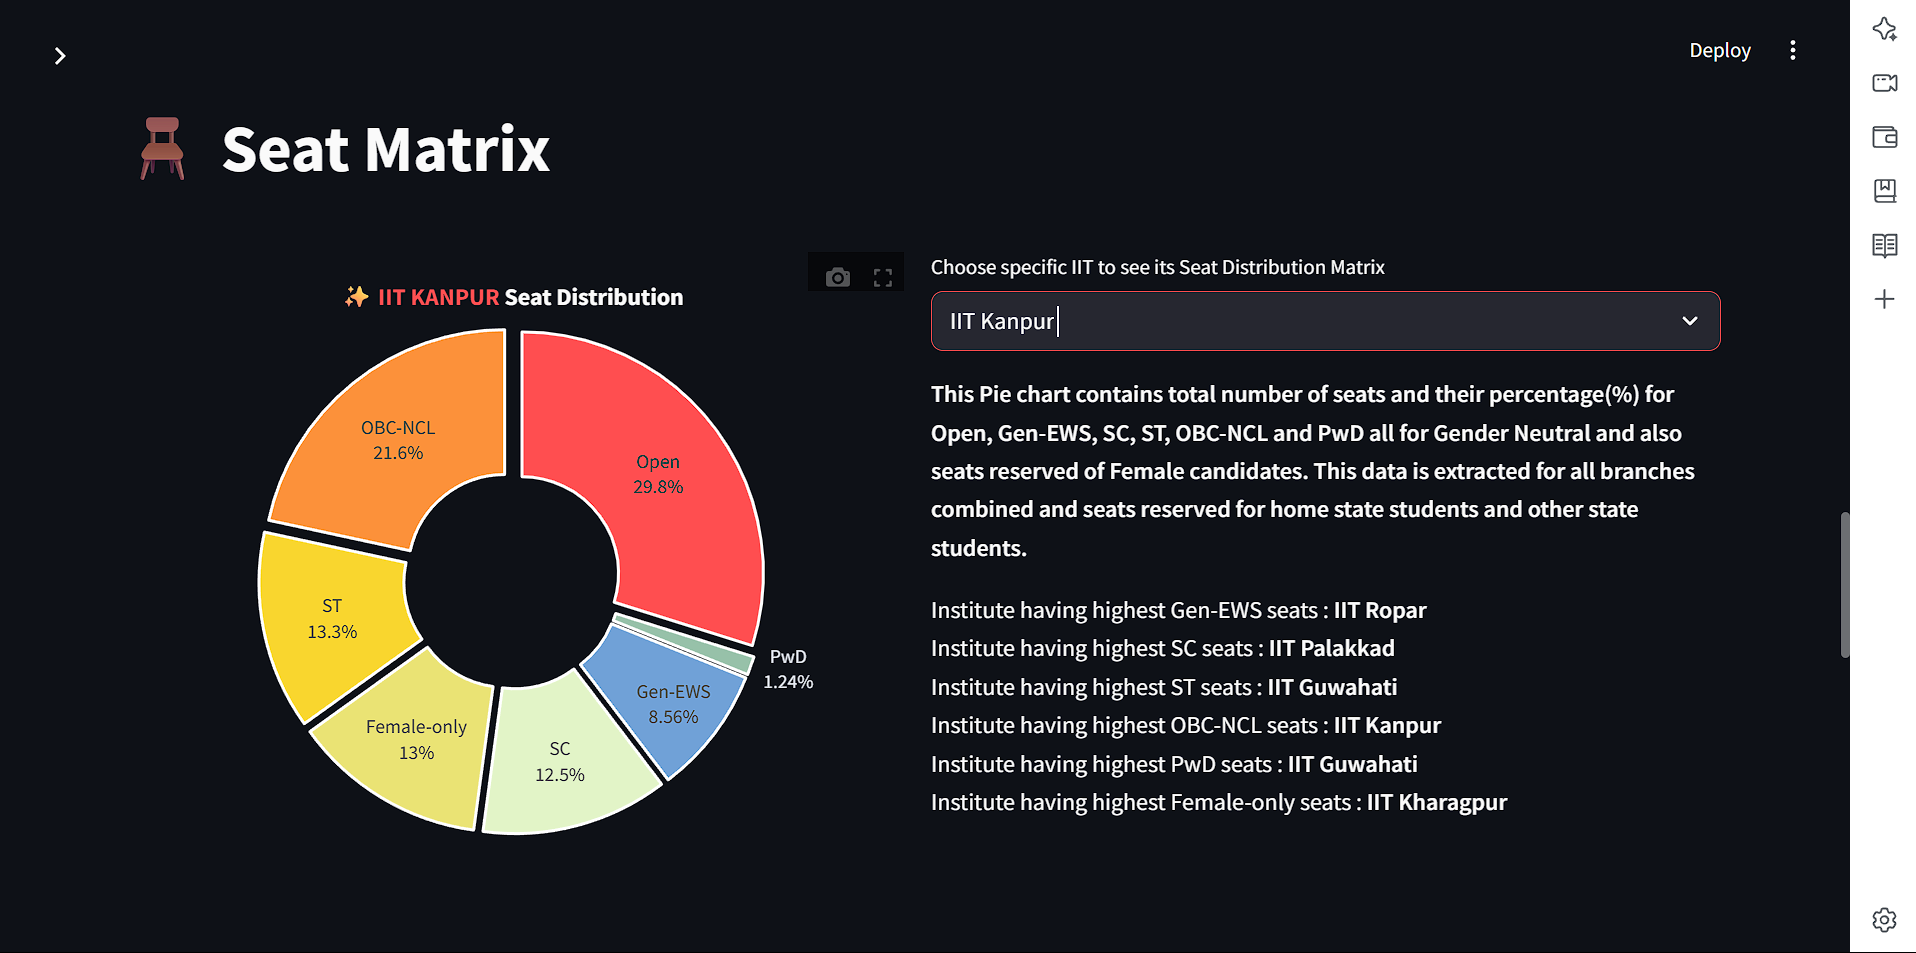 Deploy
Seat Matrix
IIT KANPUR Seat Distribution
OBC-NCL
21.6%
Open
29.8%
ST
13.3%
PwD
1.24%
Gen-EWS
8.56%
Female-only
13%
SC
12.5%
Choose specific IIT to see its Seat Distribution Matrix
IIT Kanpur
This Pie chart contains total number of seats and their percentage(%) for
Open, Gen-EWS, SC, ST, OBC-NCL and PwD all for Gender Neutral and also
seats reserved of Female candidates. This data is extracted for all branches
combined and seats reserved for home state students and other state
students.
Institute having highest Gen-EWS seats : IIT Ropar
Institute having highest SC seats : IIT Palakkad
Institute having highest ST seats : IIT Guwahati
Institute having highest OBC-NCL seats : IIT Kanpur
Institute having highest PwD seats : IIT Guwahati
Institute having highest Female-only seats : IIT Kharagpur